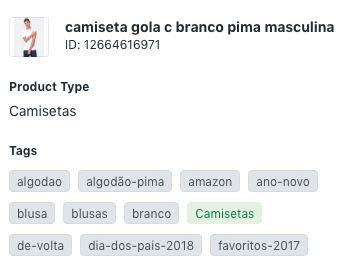 camiseta gola c branco pima masculina
ID: 12664616971
Product Type
Camisetas
Tags
algodao algodão-pima amazon ano-novo
blusa blusas branco Camisetas
de-volta dia-dos-pais-2018 favoritos-2017